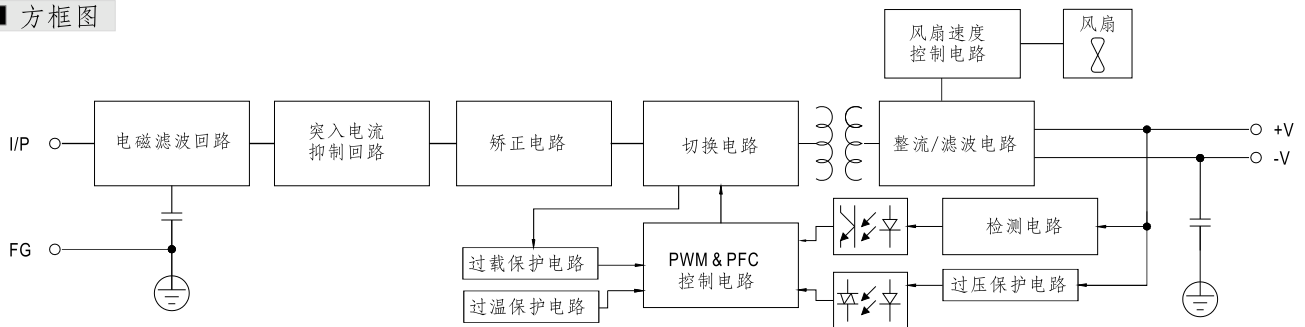 方框图
风扇速度
控制电路
风扇
I/P
电磁滤波回路
突入电流
抑制回路
矫正电路
切换电路
整流/滤波电路
+V
-V
FG
过载保护电路
过温保护电路
PWM & PFC
控制电路
检测电路
过压保护电路